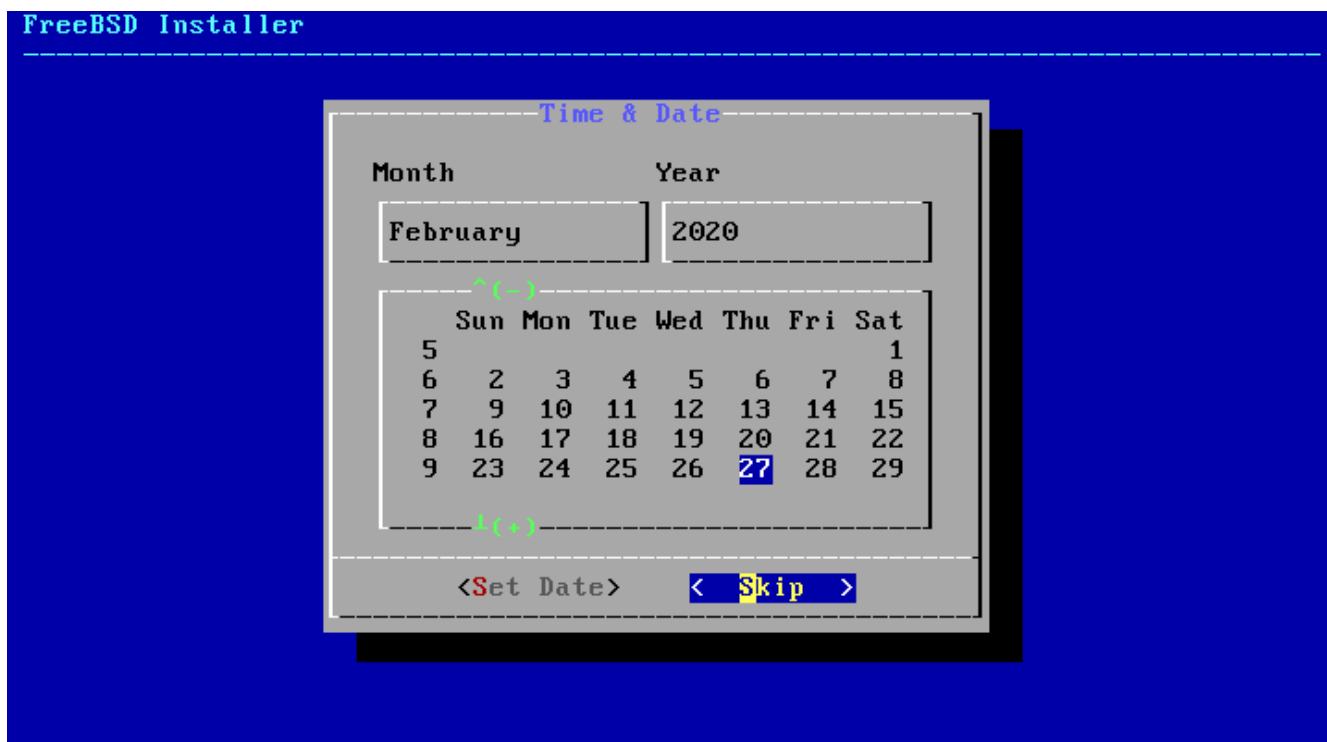 FreeBSD Installer
Time & Date
Month Year
February 2020
^(-)
Sun Mon Tue Wed Thu Fri Sat
5 1
6 2 3 4 5 6 7 8
7 9 10 11 12 13 14 15
8 16 17 18 19 20 21 22
9 23 24 25 26 27 28 29
┴(+)
<Set Date> < Skip >